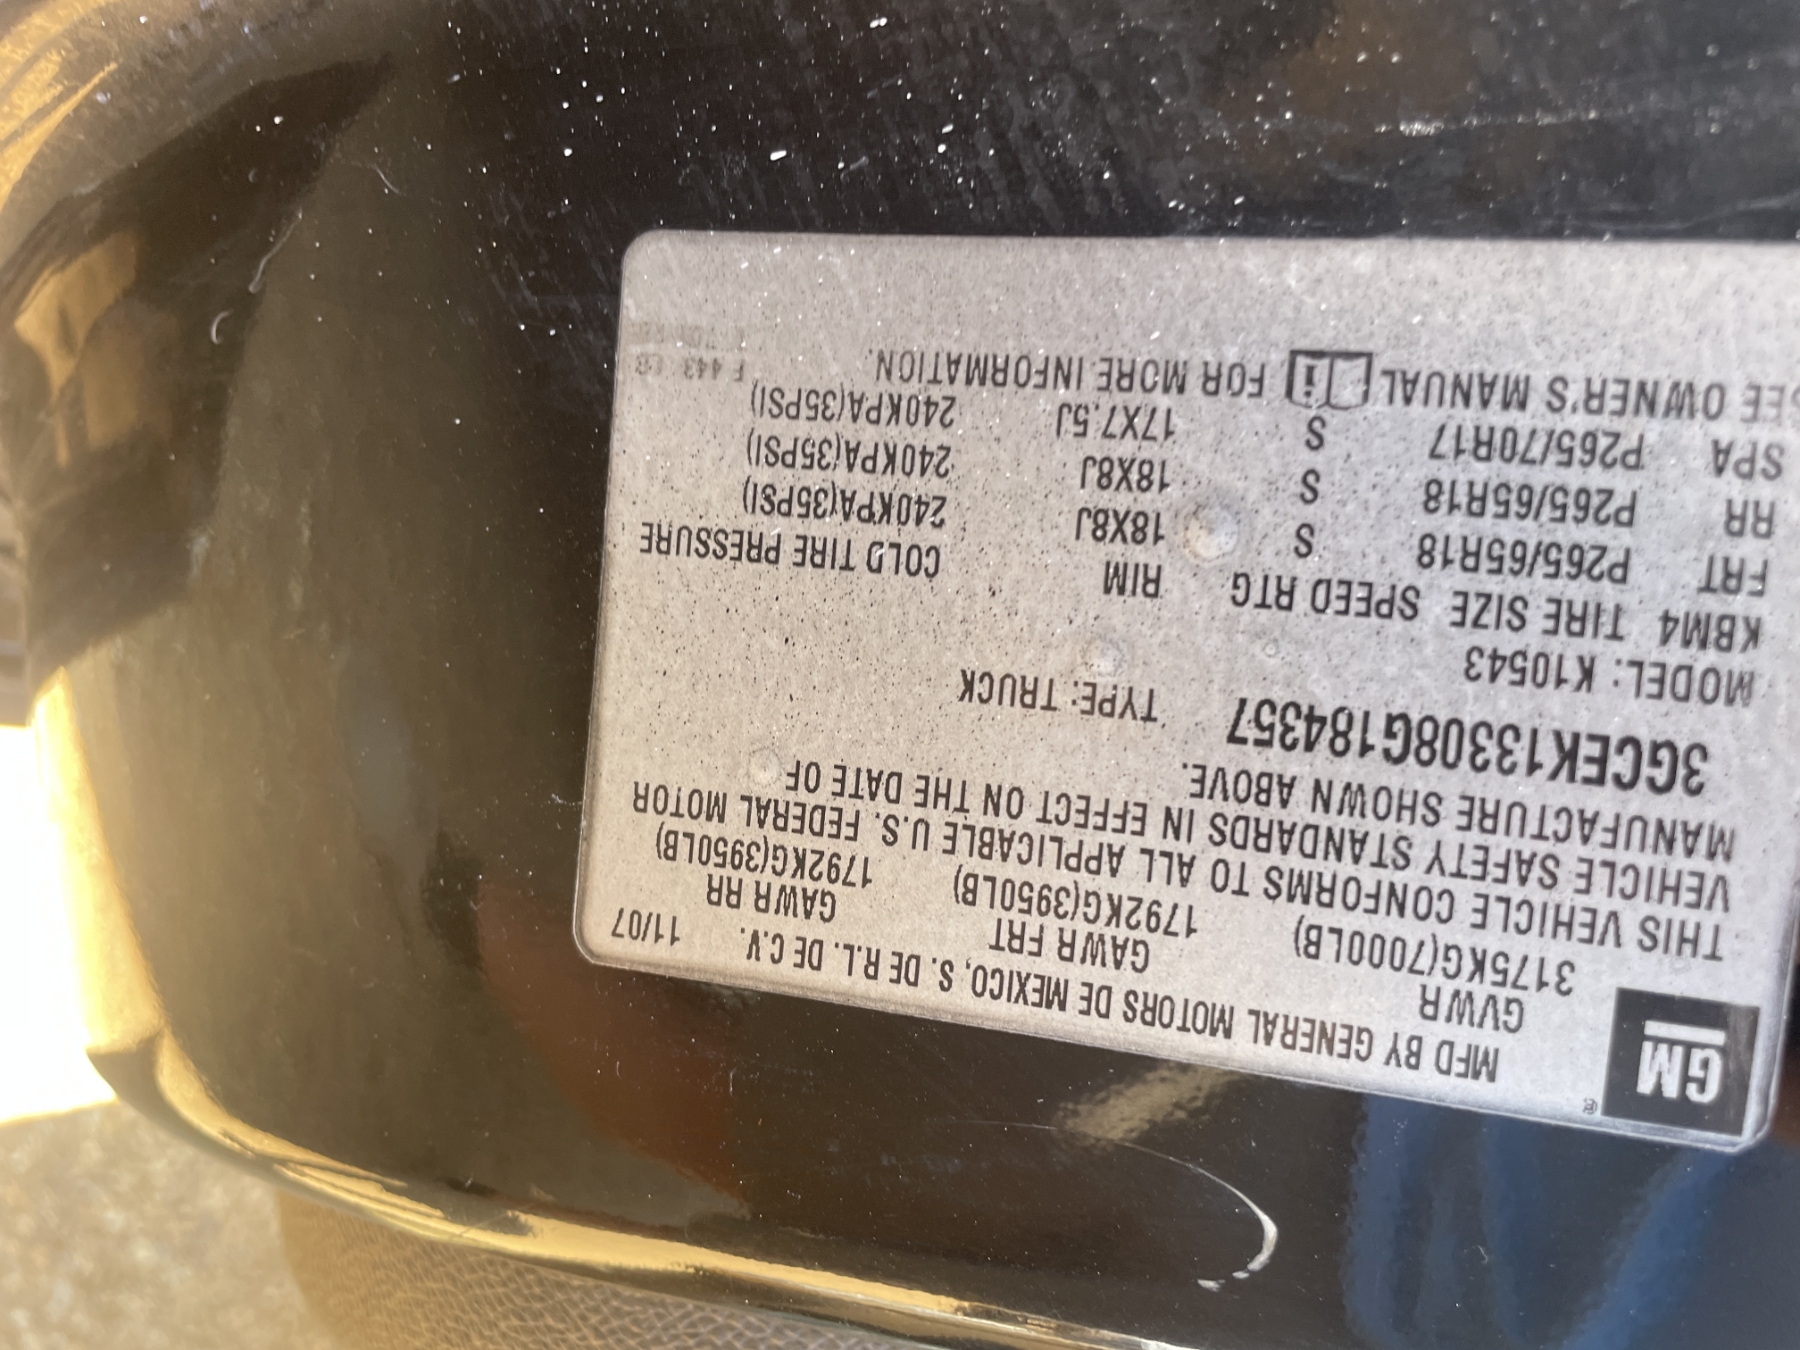 GM ®
MFD BY GENERAL MOTORS DE MEXICO, S. DE R.L. DE C.V. 11/07
GVWR GAWR FRT GAWR RR
3175KG(7000LB) 1792KG(3950LB) 1792KG(3950LB)
THIS VEHICLE CONFORMS TO ALL APPLICABLE U.S. FEDERAL MOTOR
VEHICLE SAFETY STANDARDS IN EFFECT ON THE DATE OF
MANUFACTURE SHOWN ABOVE.
3GCEK13308G184357 TYPE: TRUCK
MODEL: K10543
KBM4 TIRE SIZE SPEED RTG RIM COLD TIRE PRESSURE
FRT P265/65R18 S 18X8J 240KPA(35PSI)
RR P265/65R18 S 18X8J 240KPA(35PSI)
SPA P265/70R17 S 17X7.5J 240KPA(35PSI)
SEE OWNER'S MANUAL i FOR MORE INFORMATION.
F 443